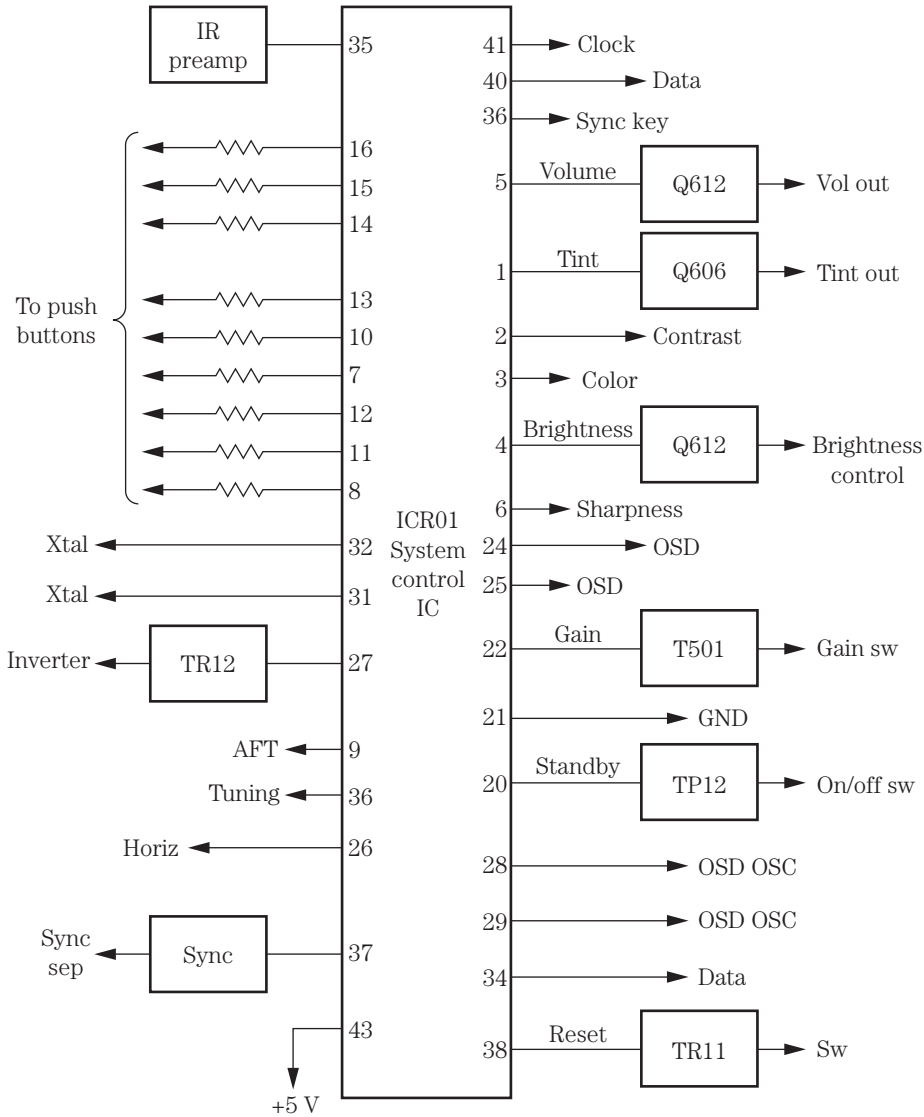 IR
preamp
35
41
Clock
40
Data
36
Sync key
16
15
14
13
10
7
12
11
8
To push
buttons
5
Volume
Q612
Vol out
1
Tint
Q606
Tint out
2
Contrast
3
Color
4
Brightness
Q612
Brightness
control
6
Sharpness
ICR01
System
control
IC
Xtal
32
24
OSD
Xtal
31
25
OSD
Inverter
TR12
27
22
Gain
T501
Gain sw
21
GND
AFT
9
20
Standby
TP12
On/off sw
Tuning
36
Horiz
26
28
OSD OSC
29
OSD OSC
Sync
sep
Sync
37
34
Data
43
+5 V
38
Reset
TR11
Sw